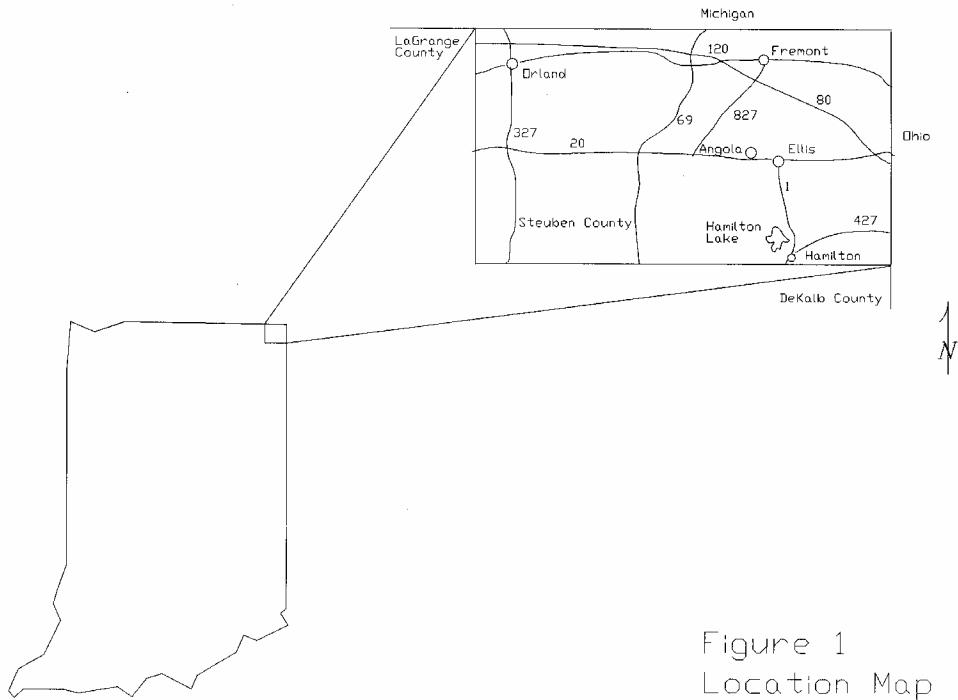 Michigan
LaGrange
County
120
Fremont
Orland
80
69
827
327
20
Ohio
Angola
Ellis
1
Steuben County
Hamilton
Lake
427
Hamilton
DeKalb County
N
Figure 1
Location Map